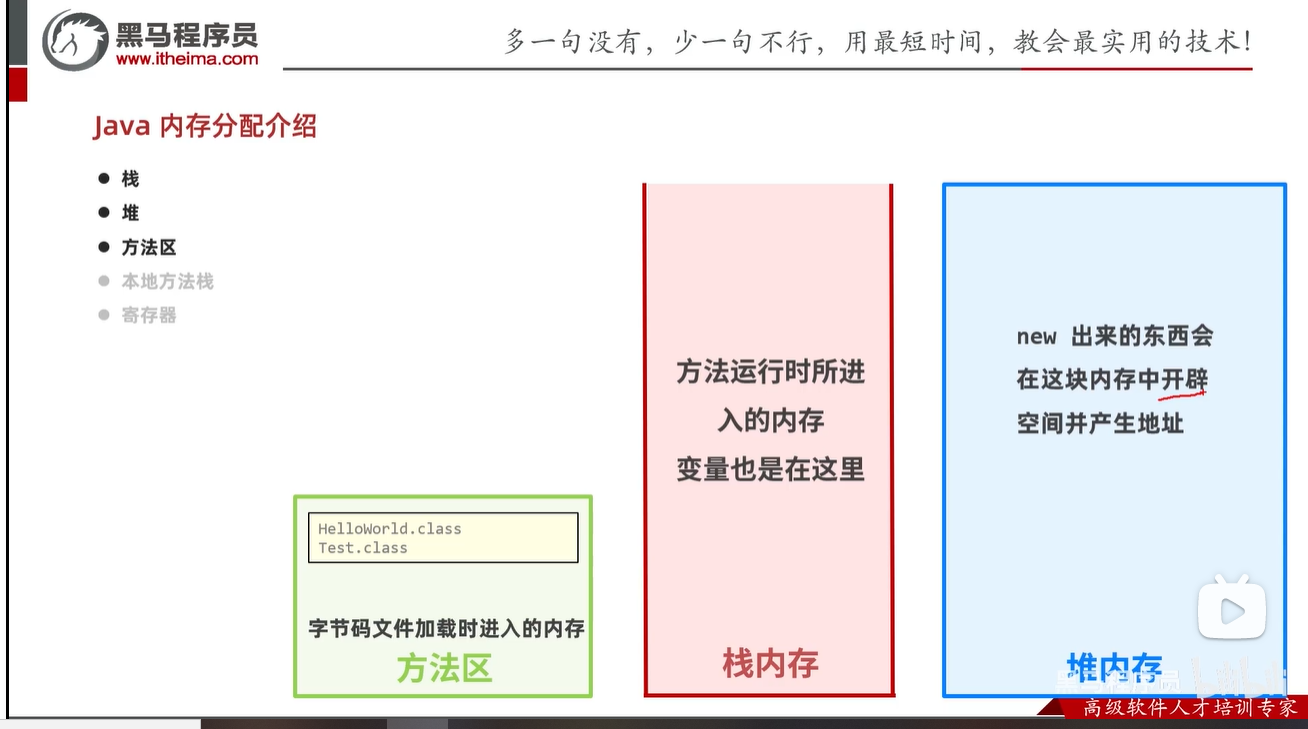 黑马程序员
www.itheima.com
多一句没有，少一句不行，用最短时间，教会最实用的技术！
Java 内存分配介绍
栈
堆
方法区
本地方法栈
寄存器
HelloWorld.class
Test.class
字节码文件加载时进入的内存
方法区
方法运行时所进
入的内存
变量也是在这里
栈内存
new 出来的东西会
在这块内存中开辟
空间并产生地址
堆内存
黑马程序员
高级软件人才培训专家